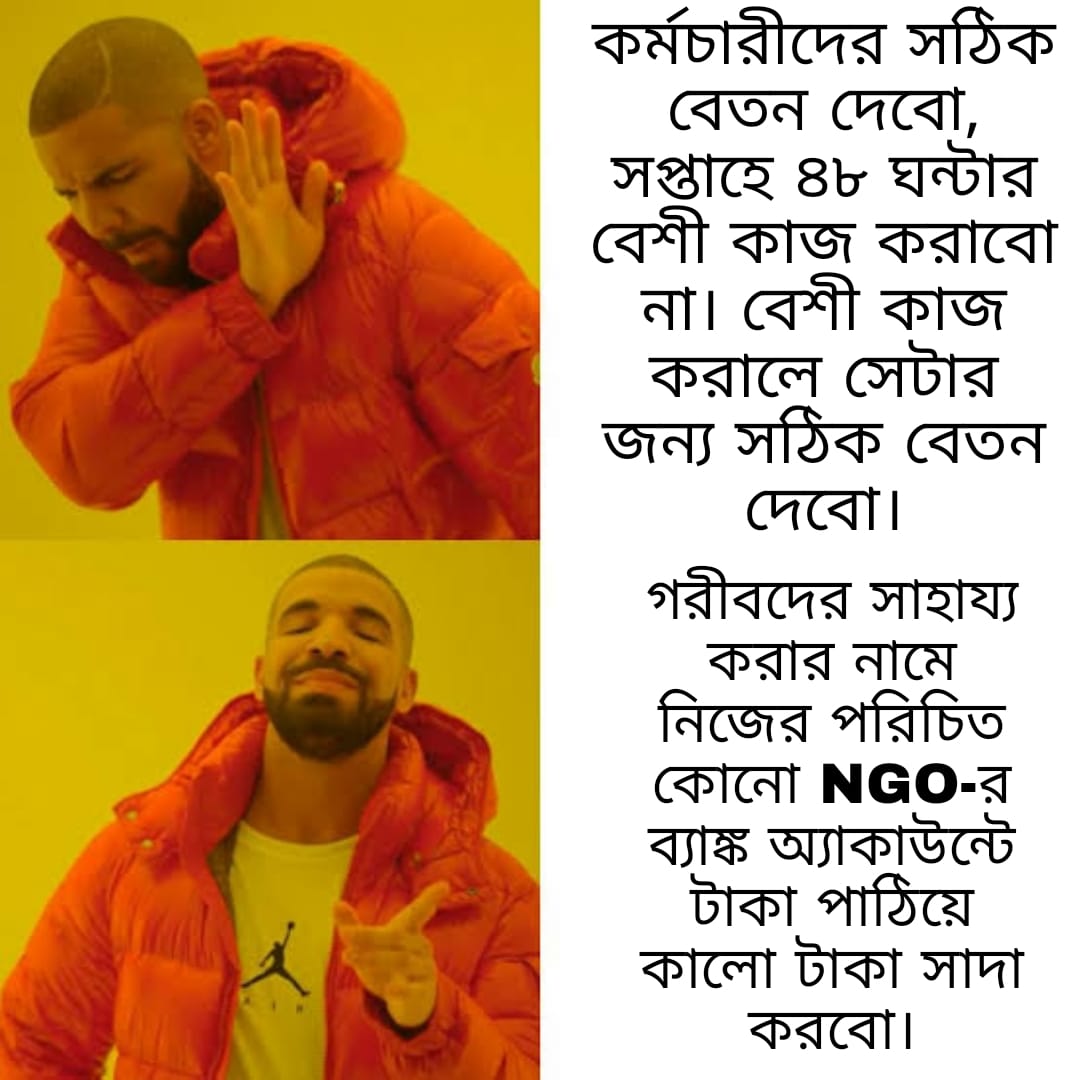 কর্মচারীদের সঠিক
বেতন দেবো,
সপ্তাহে ৪৮ ঘন্টার
বেশী কাজ করাবো
না। বেশী কাজ
করালে সেটার
জন্য সঠিক বেতন
দেবো।
গরীবদের সাহায্য
করার নামে
নিজের পরিচিত
কোনো NGO-র
ব্যাঙ্ক অ্যাকাউন্টে
টাকা পাঠিয়ে
কালো টাকা সাদা
করবো।
AIR